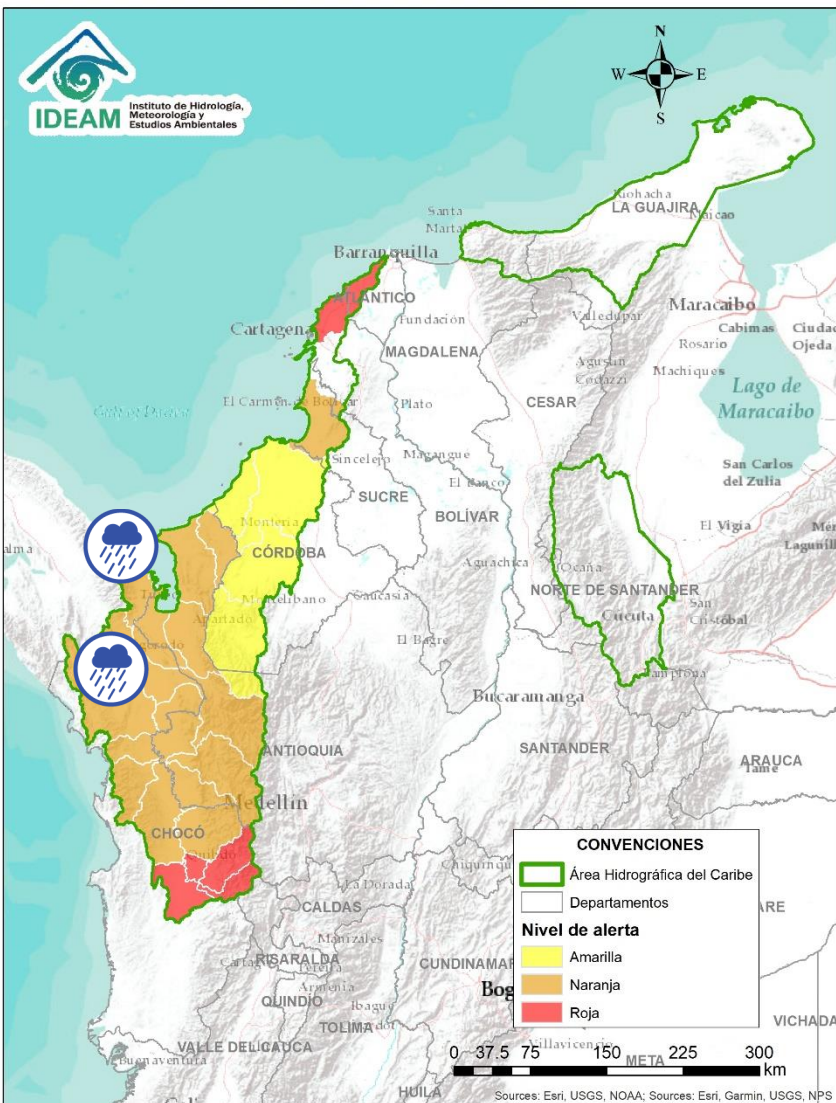 IDEAM
Instituto de Hidrología,
Meteorología y
Estudios Ambientales
N
W
E
S
Riohacha
LA GUAJIRA
Maicao
Santa
Marta
Barranquilla
ATLÁNTICO
Maracaibo
Cartagena
Fundación
Valledupar
Cabimas
Ciudad
Ojeda
Rosario
MAGDALENA
Machiques
Agustín
Codazzi
Lago de
Maracaibo
El Carmen de Bolívar
Plato
CESAR
Sincelejo
Magangue
San Carlos
del Zulia
El Banco
SUCRE
BOLÍVAR
Montería
El Vigía
CÓRDOBA
Aguachica
Ocaña
NORTE DE SANTANDER
Montelibano
Caucasia
Apartadó
San
Cristóbal
Cucuta
El Bagre
Pamplona
Bucaramanga
ANTIOQUIA
SANTANDER
ARAUCA
Tame
Medellín
CHOCÓ
Quibdó
La Dorada
CALDAS
Manizales
RISARALDA
Pereira
Armenia
QUINDÍO
Ibague
TOLIMA
VALLE DEL CAUCA
Buenaventura
HUILA
Villavicencio
META
VICHADA
CONVENCIONES
Área Hidrográfica del Caribe
Departamentos
Nivel de alerta
Amarilla
Naranja
Roja
0 37.5 75 150 225 300
km
Sources: Esri, USGS, NOAA; Sources: Esri, Garmin, USGS, NPS